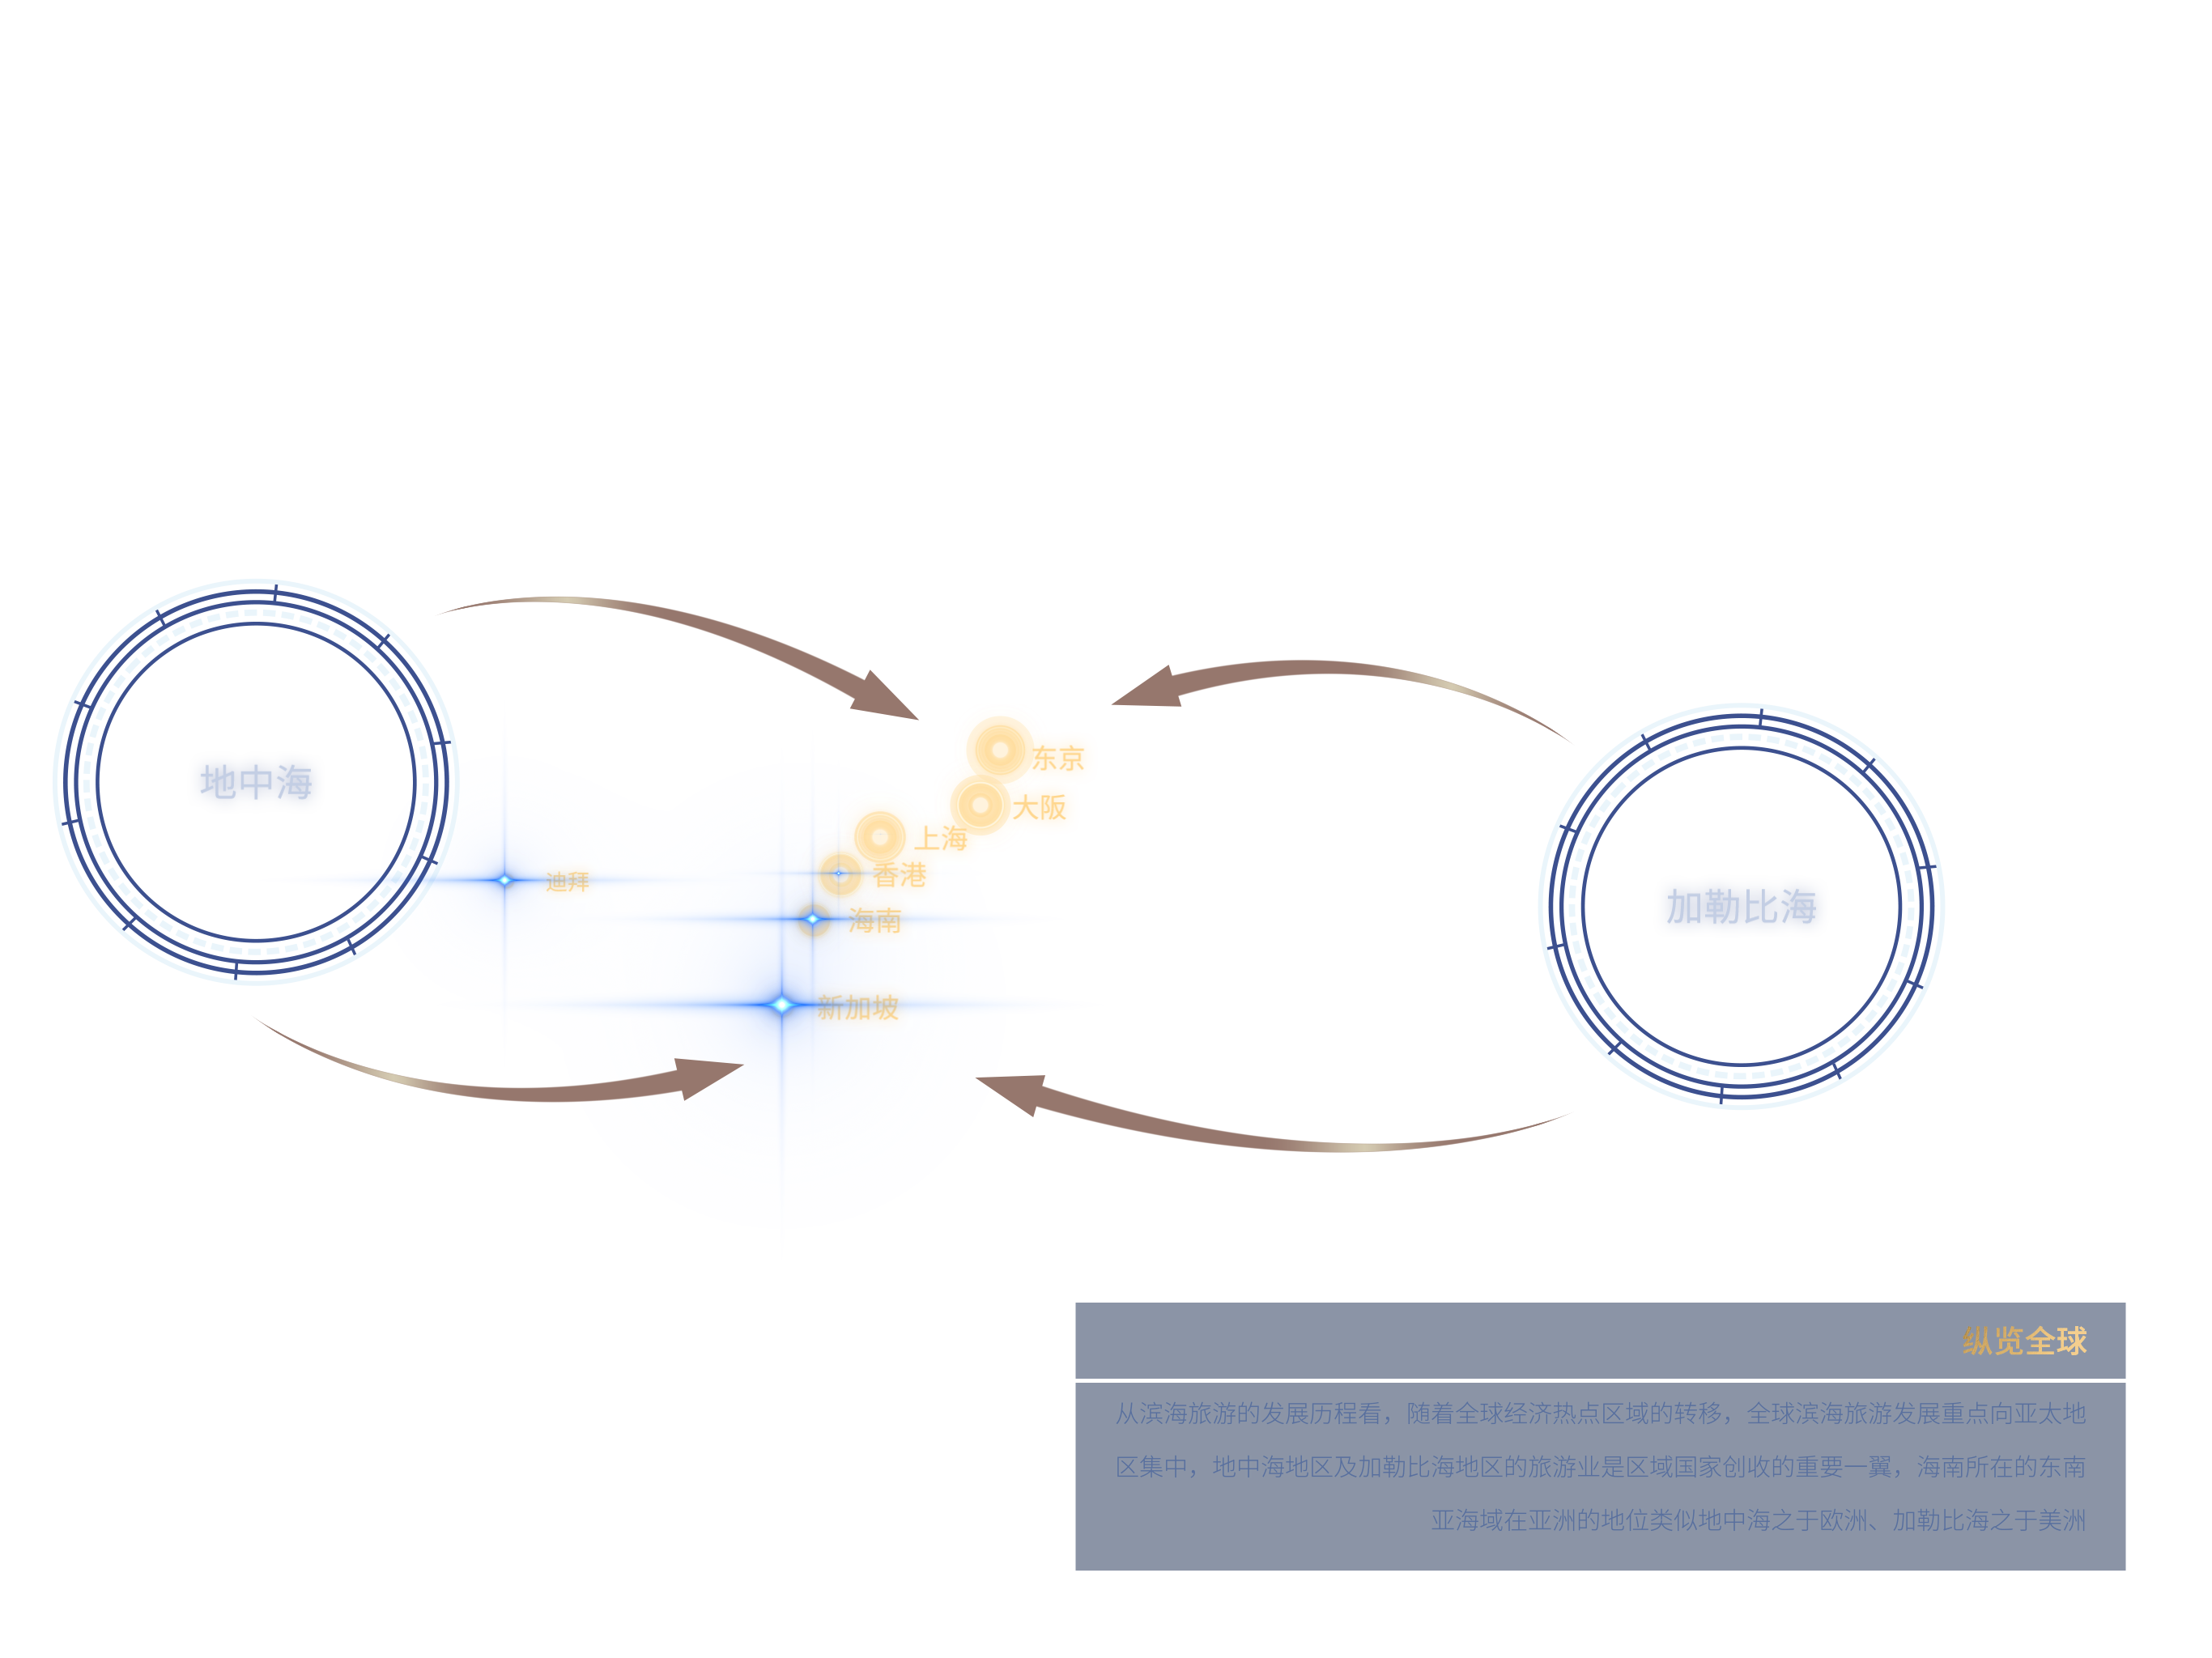 东京
地中海
大阪
上海
香港
迪拜
加勒比海
海南
新加坡
纵览全球
从滨海旅游的发展历程看，随着全球经济热点区域的转移，全球滨海旅游发展重点向亚太地
区集中，地中海地区及加勒比海地区的旅游业是区域国家创收的重要一翼，海南所在的东南
亚海域在亚洲的地位类似地中海之于欧洲、加勒比海之于美洲